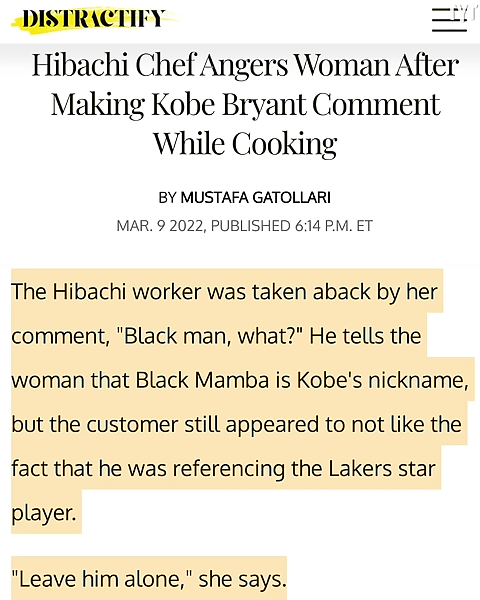 DISTRACTIFY
Hibachi Chef Angers Woman After
Making Kobe Bryant Comment
While Cooking
BY MUSTAFA GATOLLARI
MAR. 9 2022, PUBLISHED 6:14 P.M. ET
The Hibachi worker was taken aback by her
comment, "Black man, what?" He tells the
woman that Black Mamba is Kobe's nickname,
but the customer still appeared to not like the
fact that he was referencing the Lakers star
player.
"Leave him alone," she says.